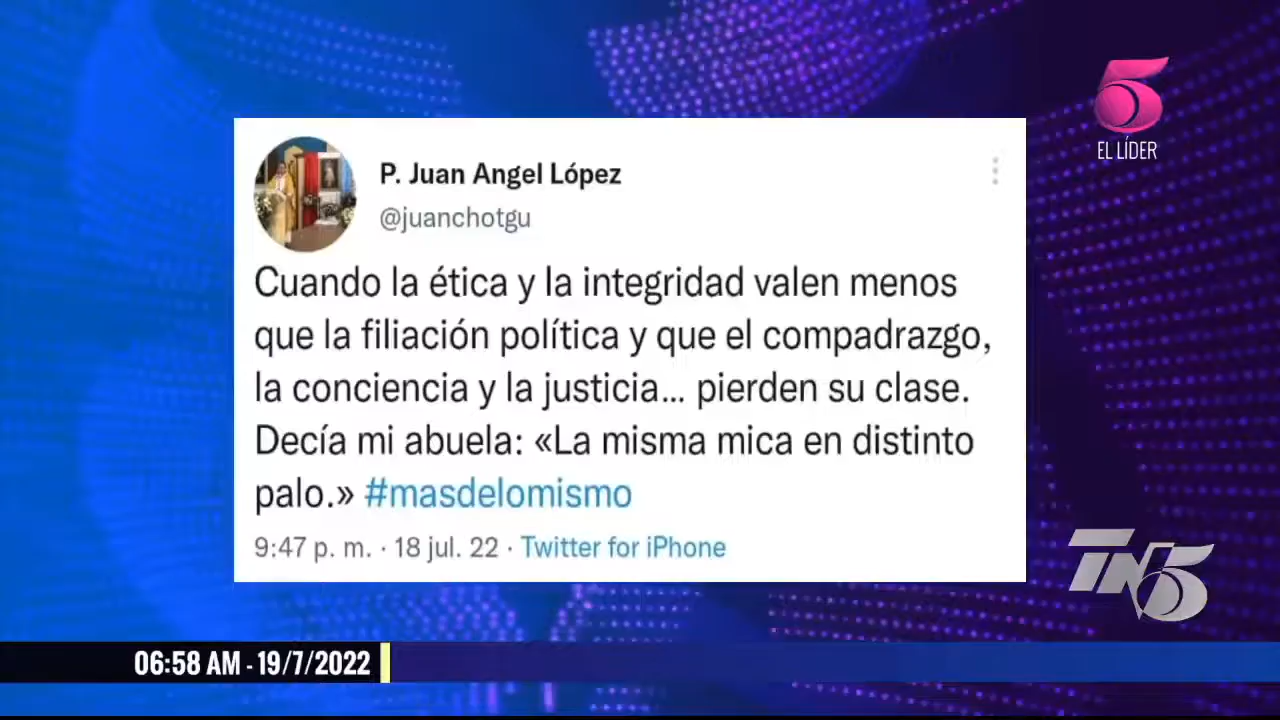 5
EL LÍDER
P. Juan Angel López
@juanchotgu
Cuando la ética y la integridad valen menos
que la filiación política y que el compadrazgo,
la conciencia y la justicia... pierden su clase.
Decía mi abuela: «La misma mica en distinto
palo.» #masdelomismo
9:47 p. m. · 18 jul. 22 · Twitter for iPhone
TN5
06:58 AM - 19/7/2022